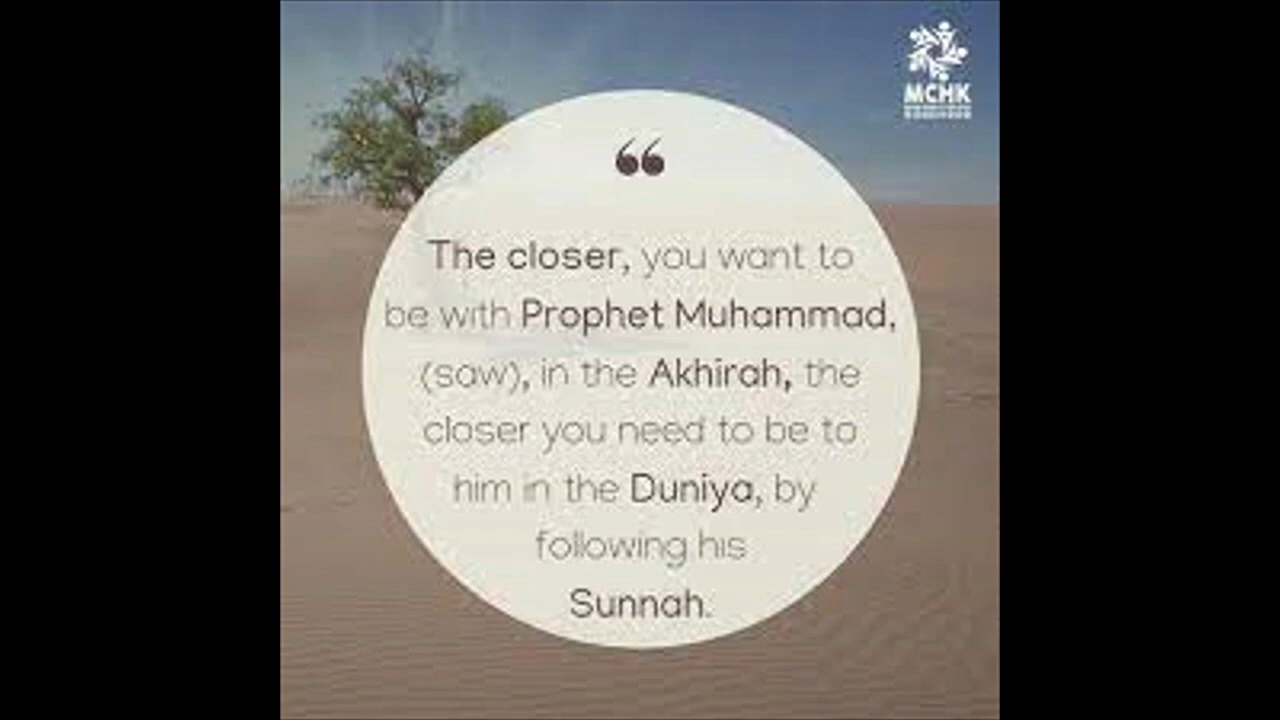 MCHK
❝
The closer, you want to
be with Prophet Muhammad,
(saw), in the Akhirah, the
closer you need to be to
him in the Duniya, by
following his
Sunnah.